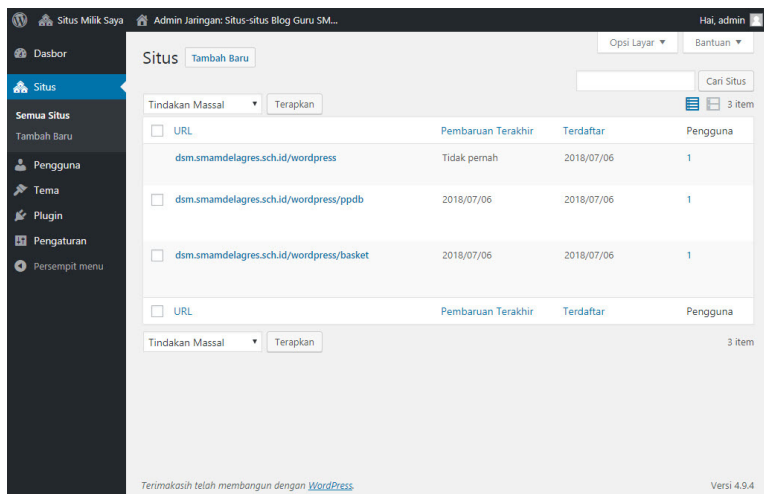 Situs Milik Saya Admin Jaringan: Situs-situs Blog Guru SM... Hai, admin
Dasbor
Situs
Semua Situs
Tambah Baru
Pengguna
Tema
Plugin
Pengaturan
Persempit menu
Opsi Layar ▼ Bantuan ▼
Situs Tambah Baru
Cari Situs
Tindakan Massal ▼ Terapkan 3 item
URL Pembaruan Terakhir Terdaftar Pengguna
dsm.smamdelagres.sch.id/wordpress Tidak pernah 2018/07/06 1
dsm.smamdelagres.sch.id/wordpress/ppdb 2018/07/06 2018/07/06 1
dsm.smamdelagres.sch.id/wordpress/basket 2018/07/06 2018/07/06 1
URL Pembaruan Terakhir Terdaftar Pengguna
Tindakan Massal ▼ Terapkan 3 item
Terimakasih telah membangun dengan WordPress. Versi 4.9.4